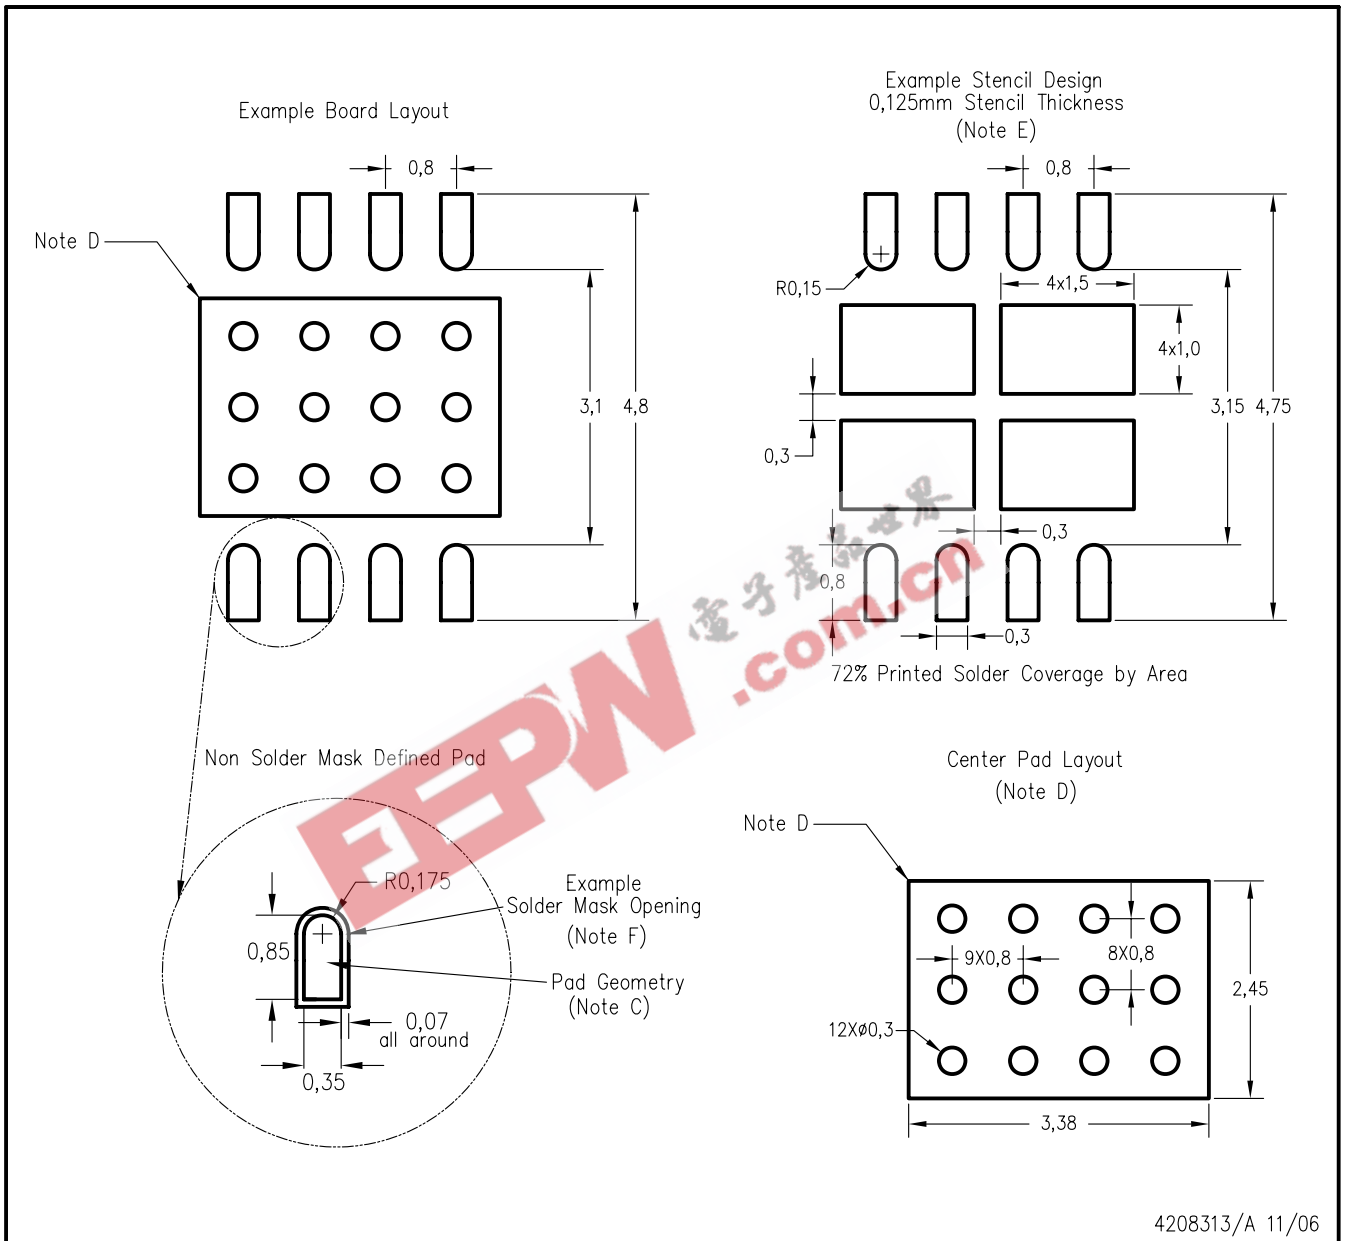 Example Board Layout
0,8
Note D
3,1
4,8
Example Stencil Design
0,125mm Stencil Thickness
(Note E)
0,8
R0,15
4x1,5
4x1,0
3,15
4,75
0,3
0,3
0,8
0,3
72% Printed Solder Coverage by Area
電子產品世界
EEPW
.com.cn
Non Solder Mask Defined Pad
R0,175
Example
Solder Mask Opening
(Note F)
0,85
Pad Geometry
(Note C)
0,07
all around
0,35
Center Pad Layout
(Note D)
Note D
9X0,8
8X0,8
2,45
12Xø0,3
3,38
4208313/A 11/06